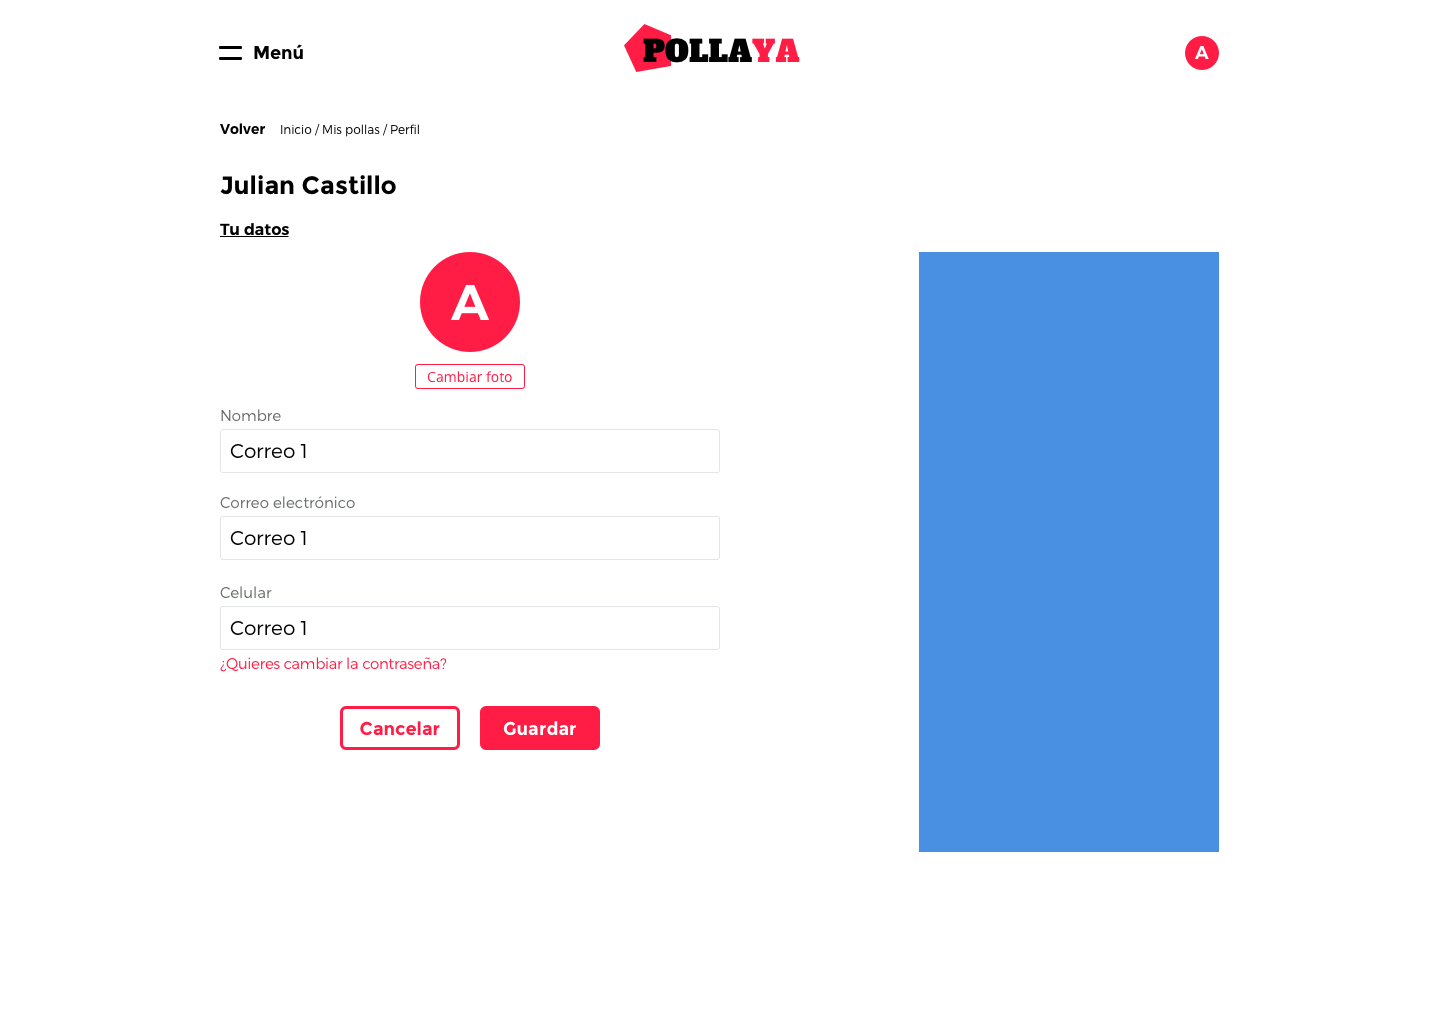 Menú
POLLAYA
A
Volver Inicio / Mis pollas / Perfil
Julian Castillo
Tu datos
A
Cambiar foto
Nombre
Correo 1
Correo electrónico
Correo 1
Celular
Correo 1
¿Quieres cambiar la contraseña?
Cancelar
Guardar